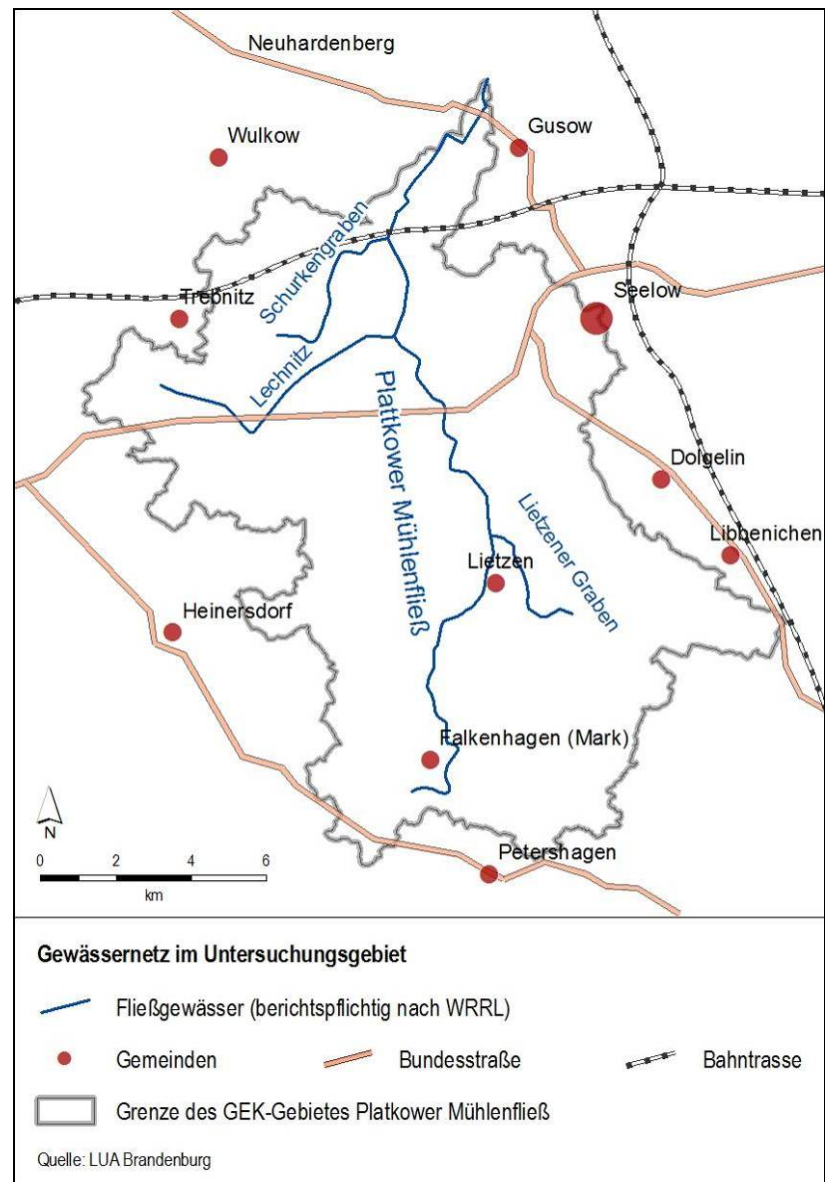 Neuhardenberg
Wulkow
Gusow
Schurkengraben
Trebnitz
Seelow
Lechnitz
Plattkower Mühlenfließ
Dolgelin
Lietzener Graben
Libbenichen
Lietzen
Heinersdorf
Falkenhagen (Mark)
N
0 2 4 6
km
Petershagen
Gewässernetz im Untersuchungsgebiet
Fließgewässer (berichtspflichtig nach WRRL)
Gemeinden Bundesstraße Bahntrasse
Grenze des GEK-Gebietes Platkower Mühlenfließ
Quelle: LUA Brandenburg